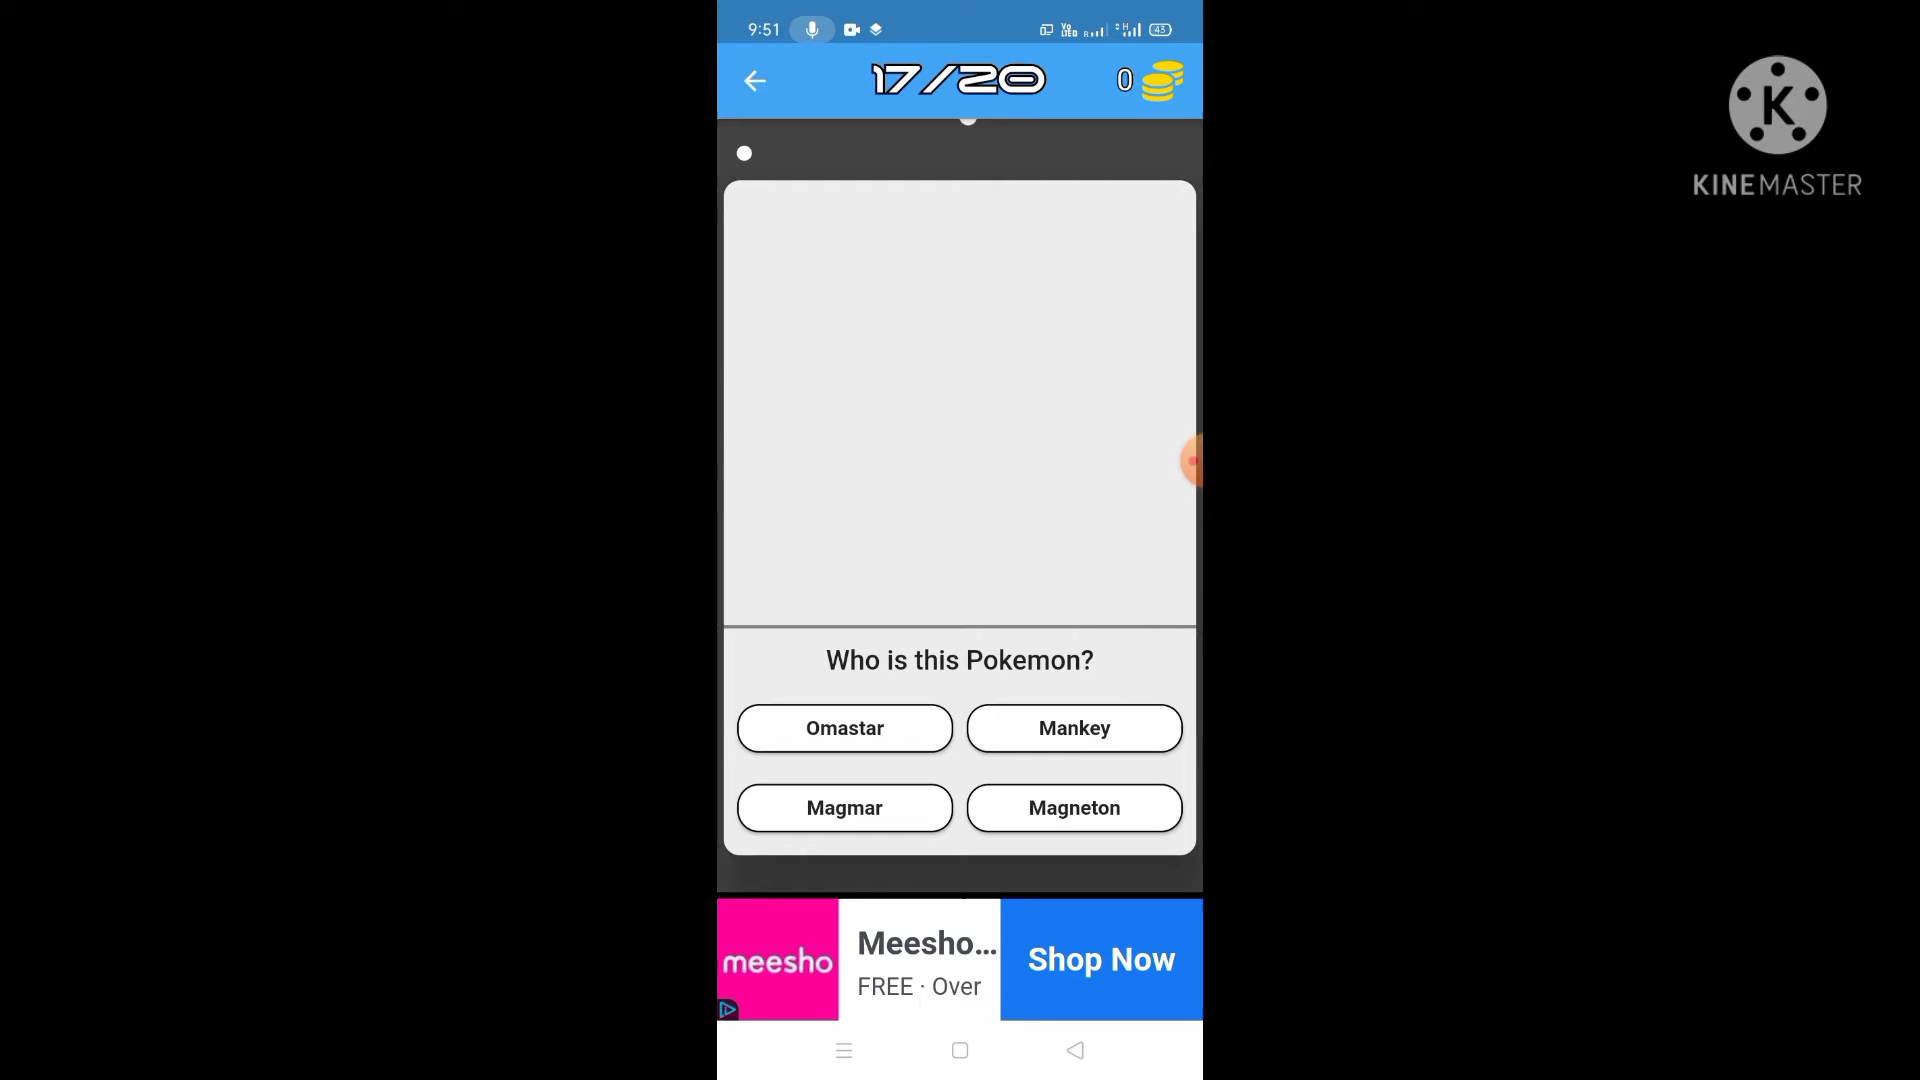 9:51
43
17/20
0
K
KINEMASTER
Who is this Pokemon?
Omastar
Mankey
Magmar
Magneton
meesho
Meesho...
FREE · Over
Shop Now